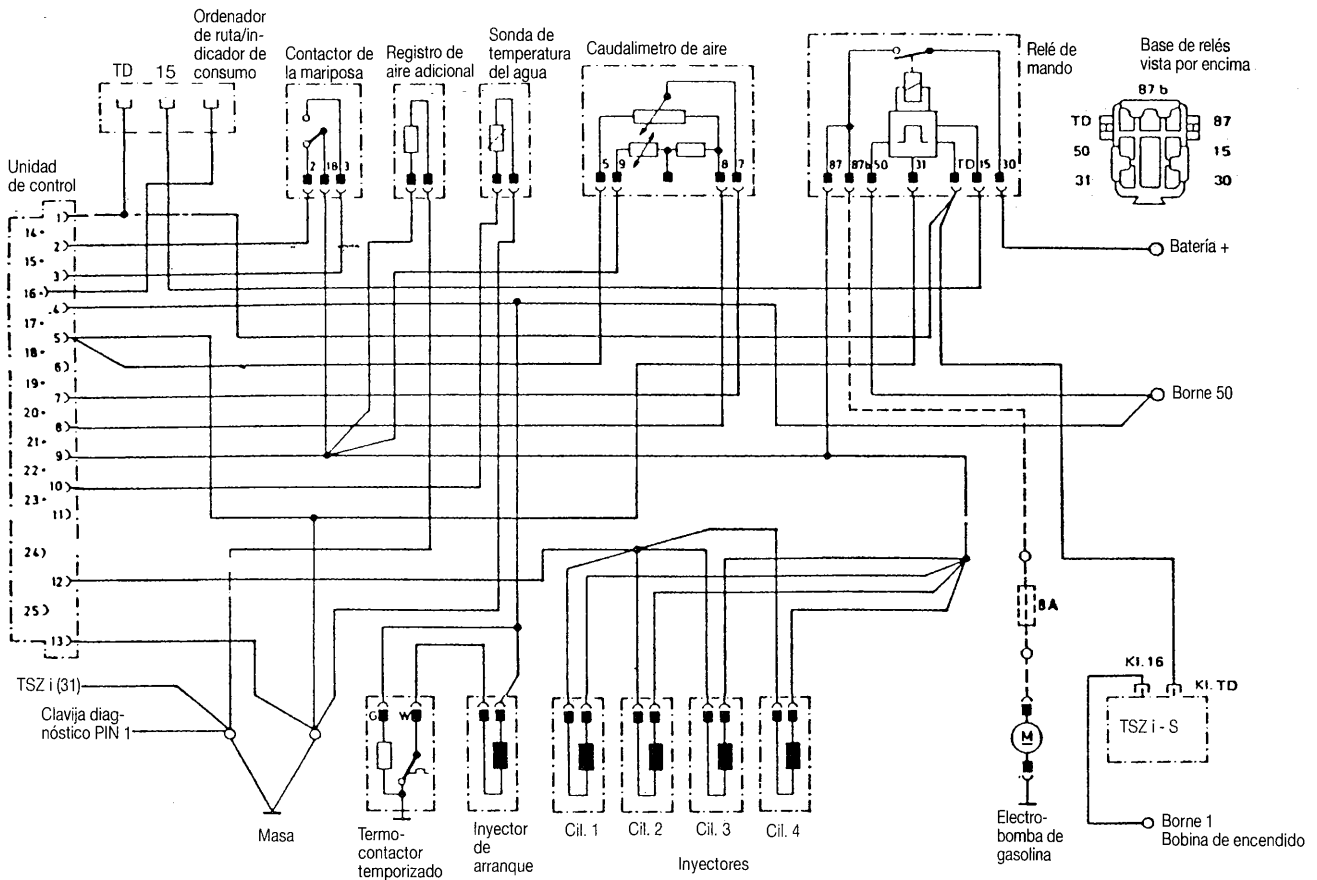 Ordenador
de ruta/in-
dicador de
consumo
TD 15
Contactor de
la mariposa
Registro de
aire adicional
Sonda de
temperatura
del agua
Caudalimetro de aire
Relé de
mando
Base de relés
vista por encima
87 b
TD 87
50 15
31 30
2 18 3
5 9 8 7
87 87b 50 31 TD 15 30
Unidad
de control
1
14
2
15
3
16
4
17
5
18
6
19
7
20
8
21
9
22
10
23
11
24
12
25
13
Batería +
Borne 50
8A
TSZ i (31)
Clavija diag-
nóstico PIN 1
Masa
G W
Termo-
contactor
temporizado
Inyector
de
arranque
Cil. 1 Cil. 2 Cil. 3 Cil. 4
Inyectores
M
Electro-
bomba de
gasolina
Kl. 16
Kl. TD
TSZ i - S
Borne 1
Bobina de encendido